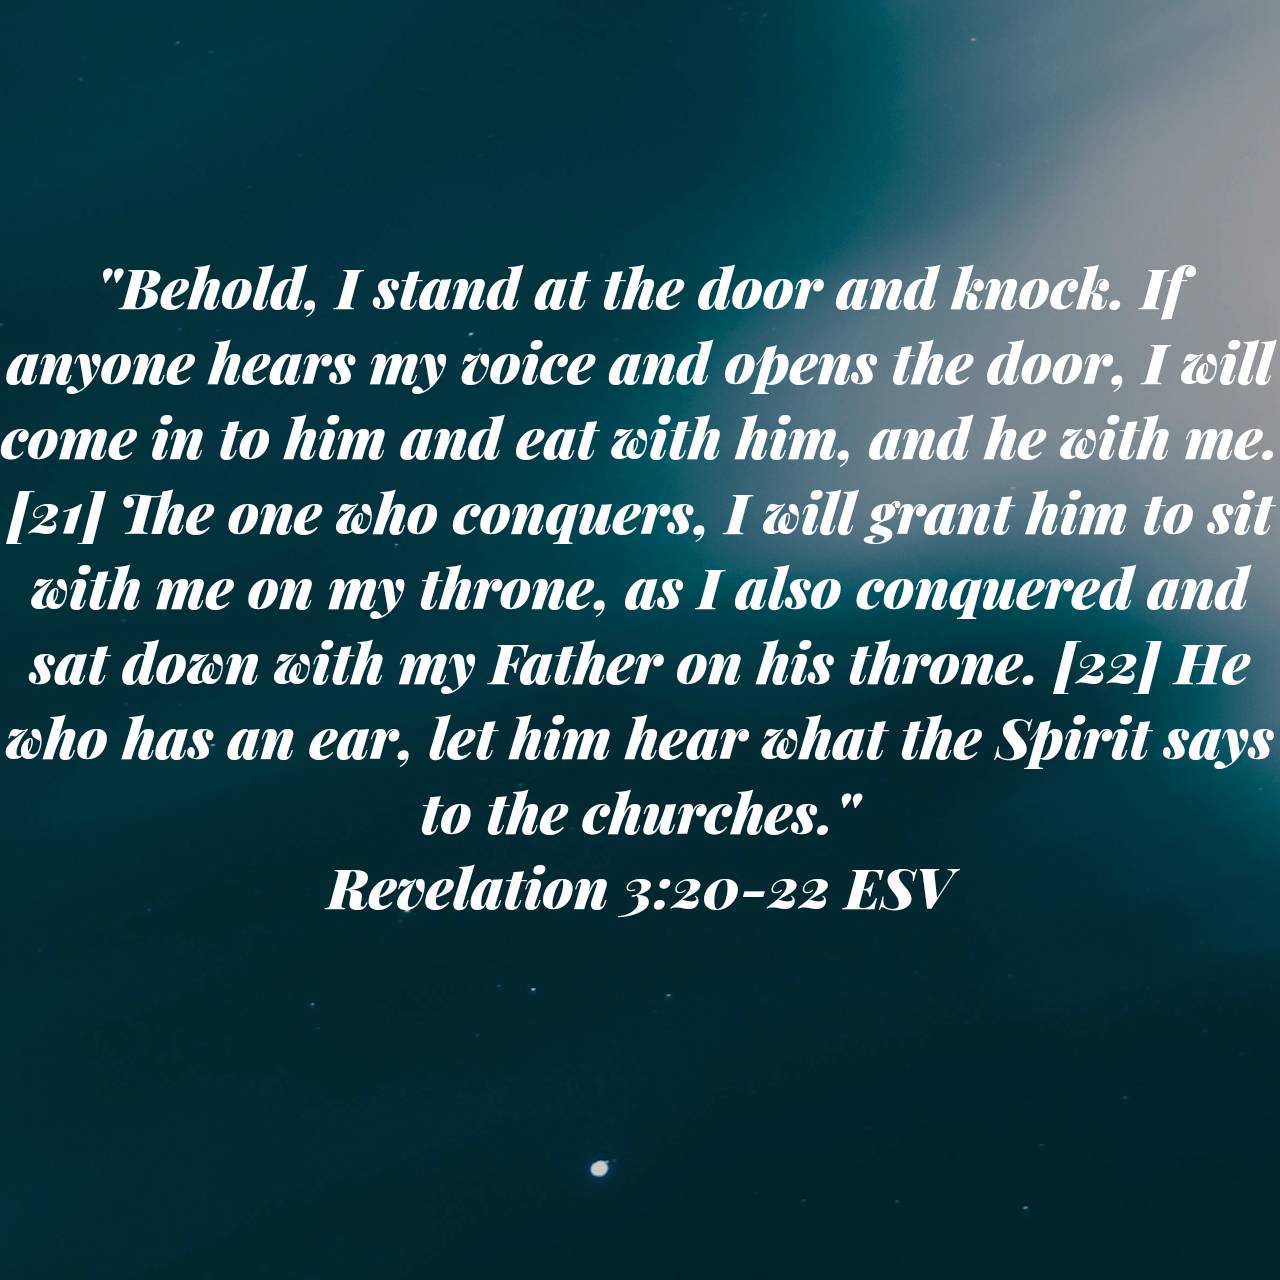 "Behold, I stand at the door and knock. If
anyone hears my voice and opens the door, I will
come in to him and eat with him, and he with me.
[21] The one who conquers, I will grant him to sit
with me on my throne, as I also conquered and
sat down with my Father on his throne. [22] He
who has an ear, let him hear what the Spirit says
to the churches."
Revelation 3:20-22 ESV